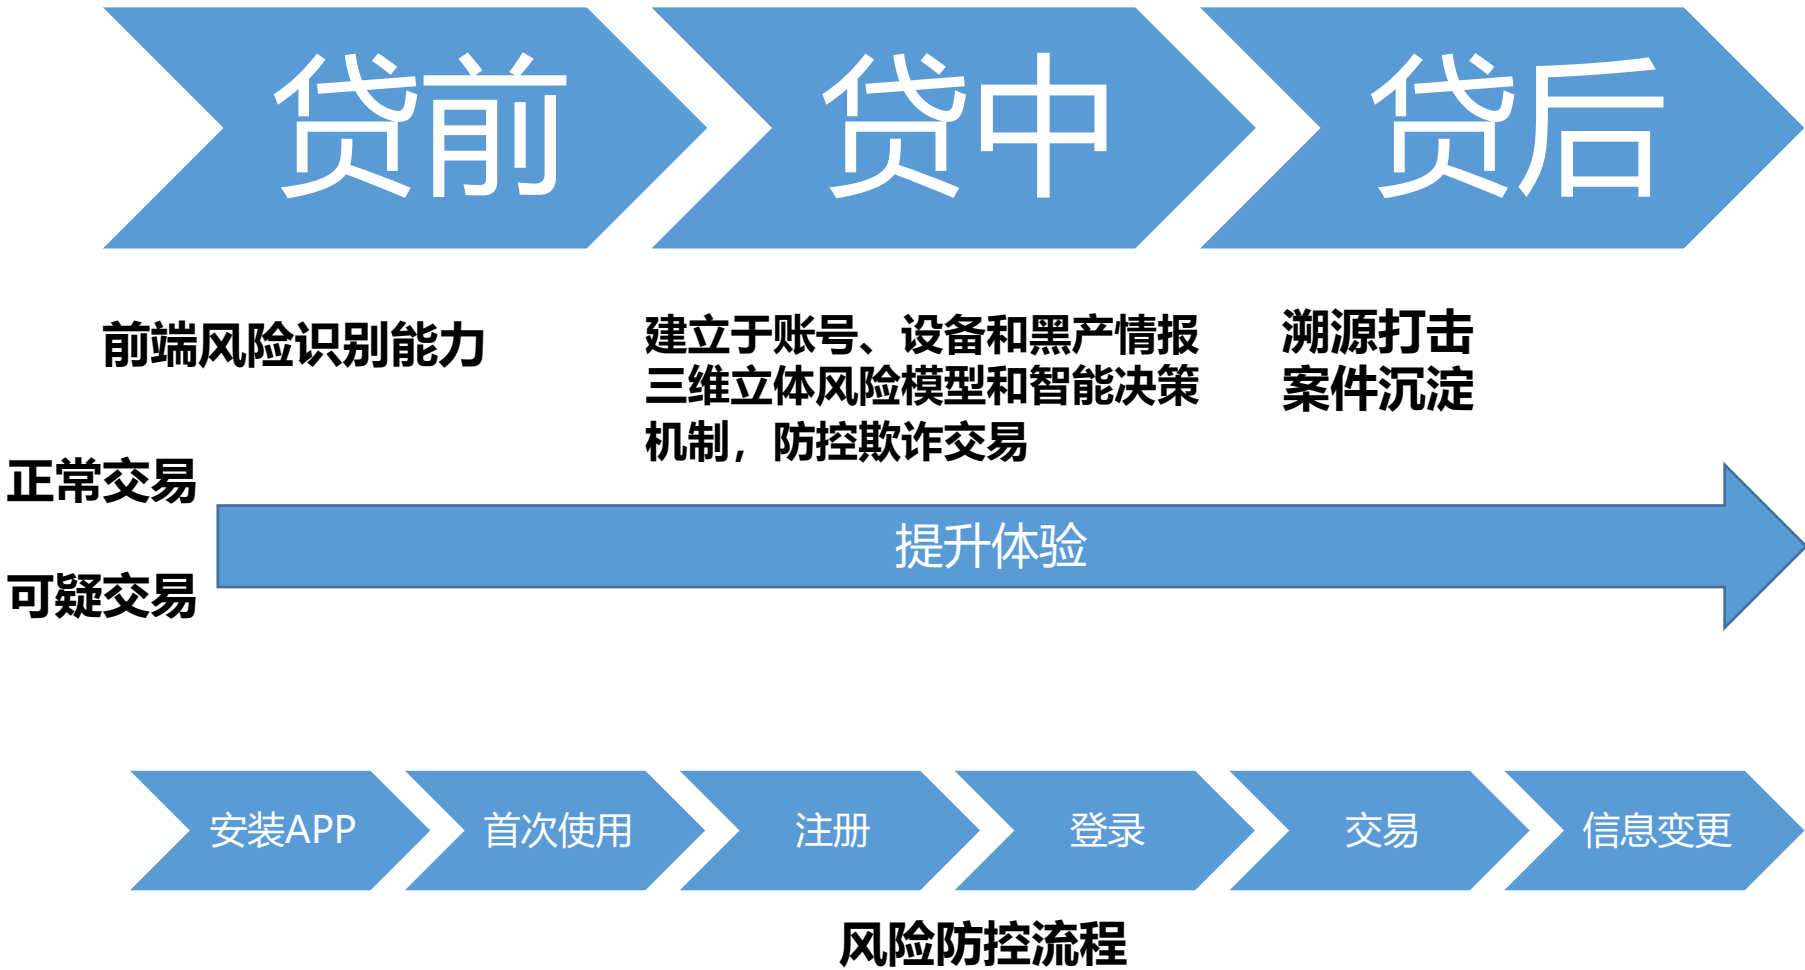 贷前
贷中
贷后
前端风险识别能力
建立于账号、设备和黑产情报
三维立体风险模型和智能决策
机制，防控欺诈交易
溯源打击
案件沉淀
正常交易
提升体验
可疑交易
安装APP
首次使用
注册
登录
交易
信息变更
风险防控流程